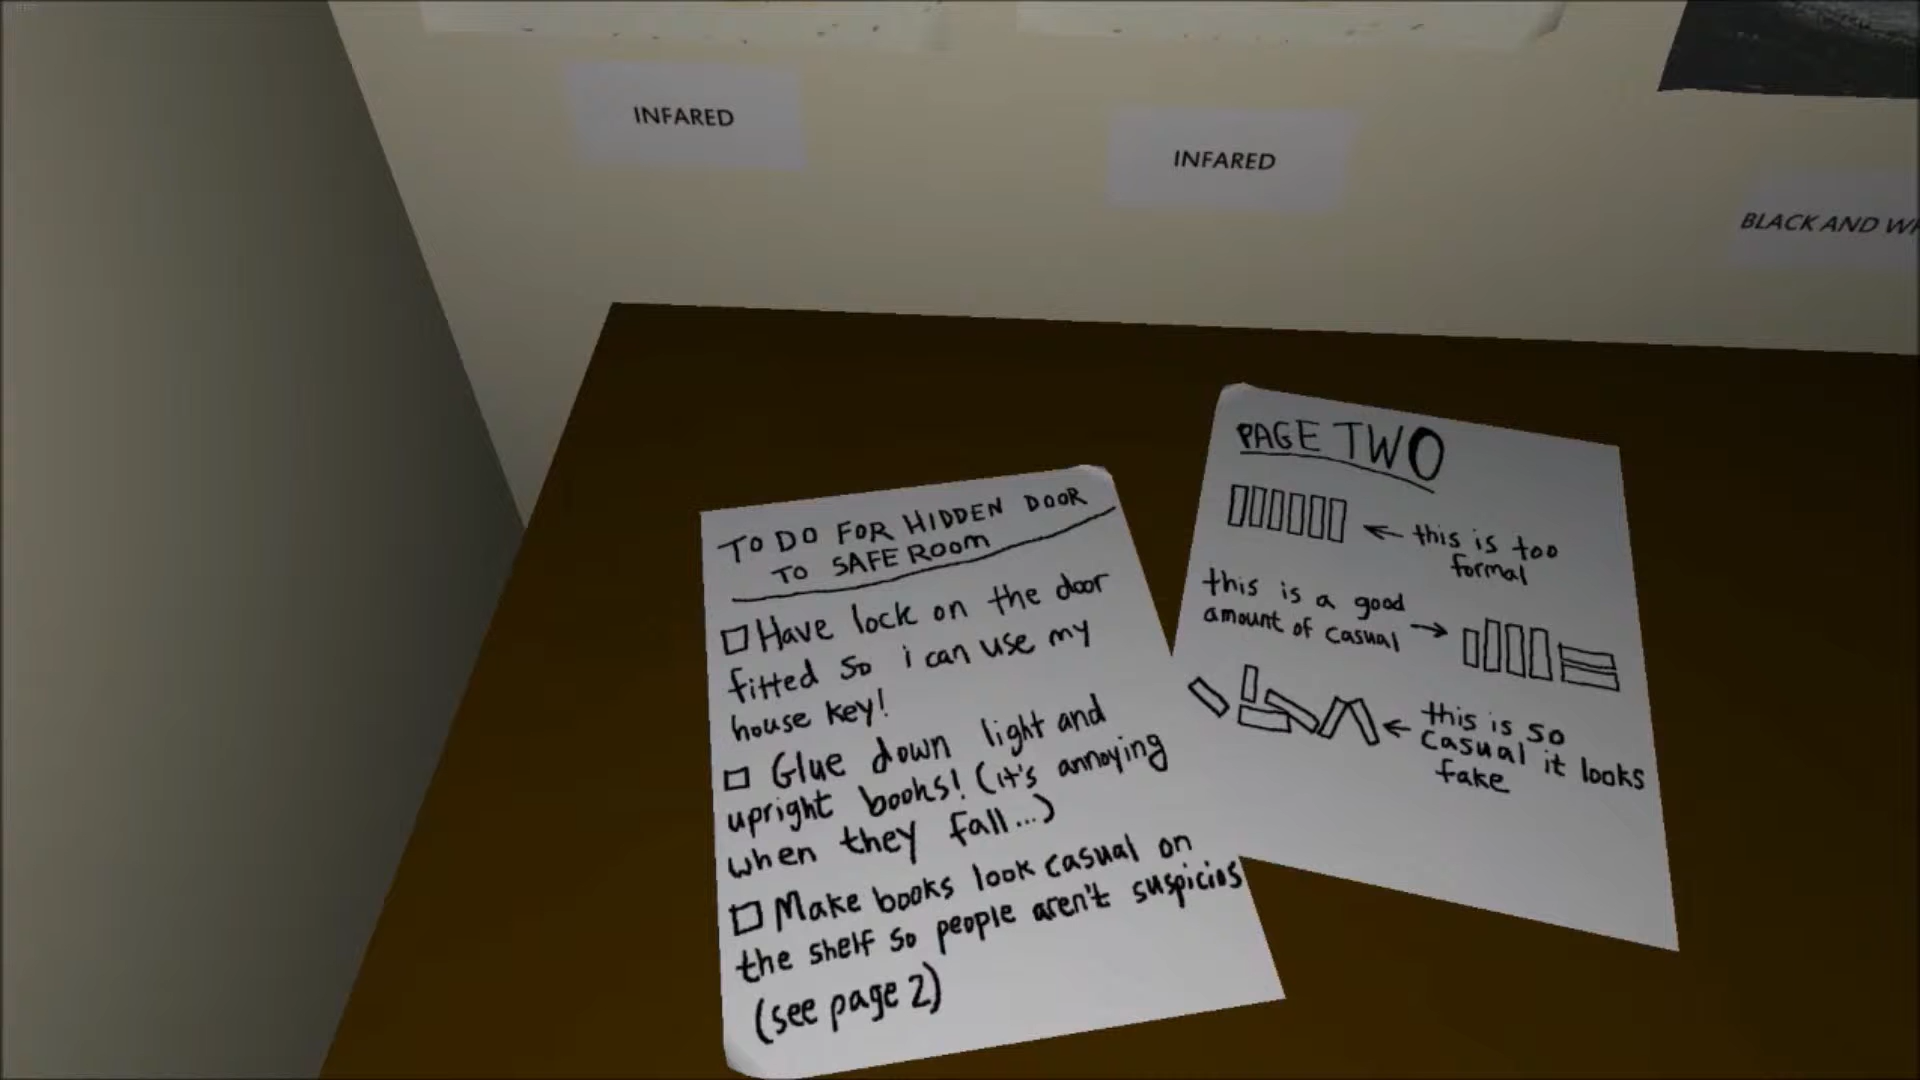 INFARED
INFARED
BLACK AND
TO DO FOR HIDDEN DOOR
TO SAFE ROOM
Have lock on the door
fitted so i can use my
house key!
Glue down light and
upright books! (it's annoying
when they fall...)
Make books look casual on
the shelf so people aren't suspicios
(see page 2)
PAGE TWO
this is too
formal
this is a good
amount of casual
this is so
casual it looks
fake